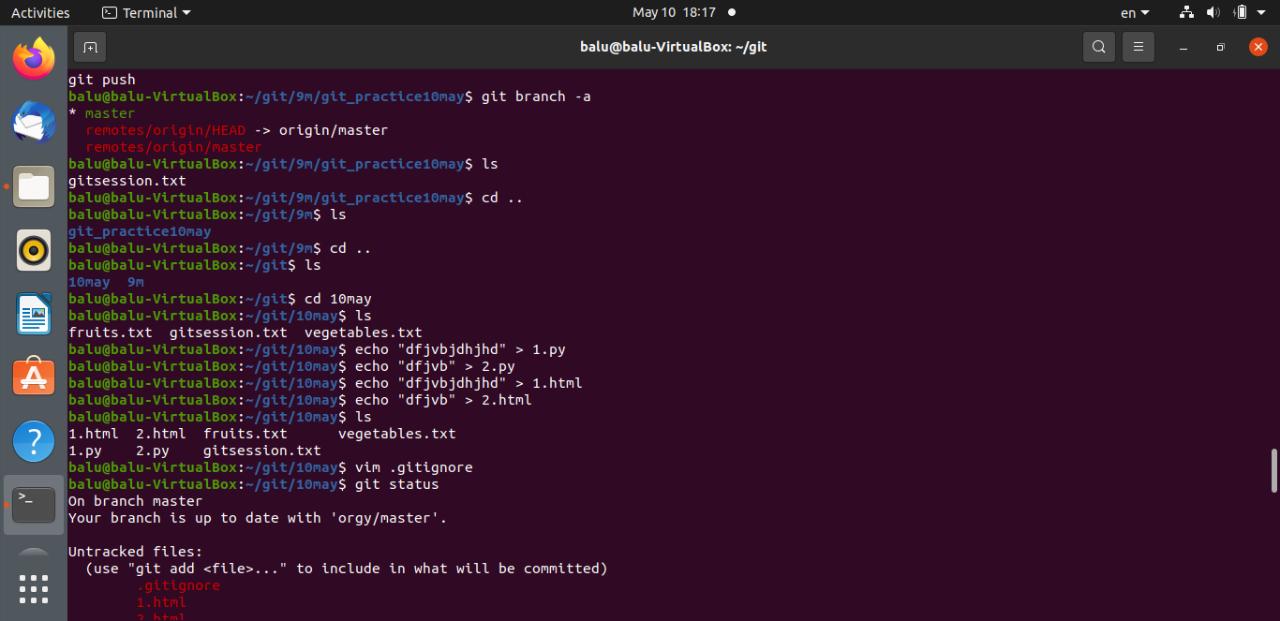 Activities Terminal May 10 18:17 en
balu@balu-VirtualBox: ~/git
git push
balu@balu-VirtualBox:~/git/9m/git_practice10may$ git branch -a
* master
remotes/origin/HEAD -> origin/master
remotes/origin/master
balu@balu-VirtualBox:~/git/9m/git_practice10may$ ls
gitsession.txt
balu@balu-VirtualBox:~/git/9m/git_practice10may$ cd ..
balu@balu-VirtualBox:~/git/9m$ ls
git_practice10may
balu@balu-VirtualBox:~/git/9m$ cd ..
balu@balu-VirtualBox:~/git$ ls
10may 9m
balu@balu-VirtualBox:~/git$ cd 10may
balu@balu-VirtualBox:~/git/10may$ ls
fruits.txt gitsession.txt vegetables.txt
balu@balu-VirtualBox:~/git/10may$ echo "dfjvbjdhjhd" > 1.py
balu@balu-VirtualBox:~/git/10may$ echo "dfjvb" > 2.py
balu@balu-VirtualBox:~/git/10may$ echo "dfjvbjdhjhd" > 1.html
balu@balu-VirtualBox:~/git/10may$ echo "dfjvb" > 2.html
balu@balu-VirtualBox:~/git/10may$ ls
1.html 2.html fruits.txt vegetables.txt
1.py 2.py gitsession.txt
balu@balu-VirtualBox:~/git/10may$ vim .gitignore
balu@balu-VirtualBox:~/git/10may$ git status
On branch master
Your branch is up to date with 'orgy/master'.
Untracked files:
(use "git add <file>..." to include in what will be committed)
.gitignore
1.html
2.html